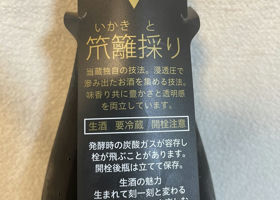 いかきと
笊籬採り
当蔵独自の技法。浸透圧で
滲み出たお酒を集める技法。
味香り共に豊かさと透明感
を両立しています。
生酒 要冷蔵 開栓注意
発酵時の炭酸ガスが容存し
栓が飛ぶことがあります。
開栓後瓶は立てて保存。
生酒の魅力
生まれて刻一刻と変わる